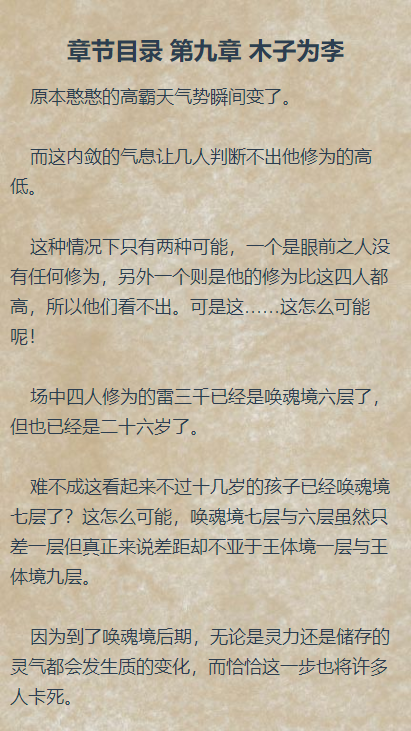 章节目录 第九章 木子为李
原本憨憨的高霸天气势瞬间变了。
而这内敛的气息让几人判断不出他修为的高
低。
这种情况下只有两种可能，一个是眼前之人没
有任何修为，另外一个则是他的修为比这四人都
高，所以他们看不出。可是这……这怎么可能
呢！
场中四人修为的雷三千已经是唤魂境六层了，
但也已经是二十六岁了。
难不成这看起来不过十几岁的孩子已经唤魂境
七层了？这怎么可能，唤魂境七层与六层虽然只
差一层但真正来说差距却不亚于王体境一层与王
体境九层。
因为到了唤魂境后期，无论是灵力还是储存的
灵气都会发生质的变化，而恰恰这一步也将许多
人卡死。